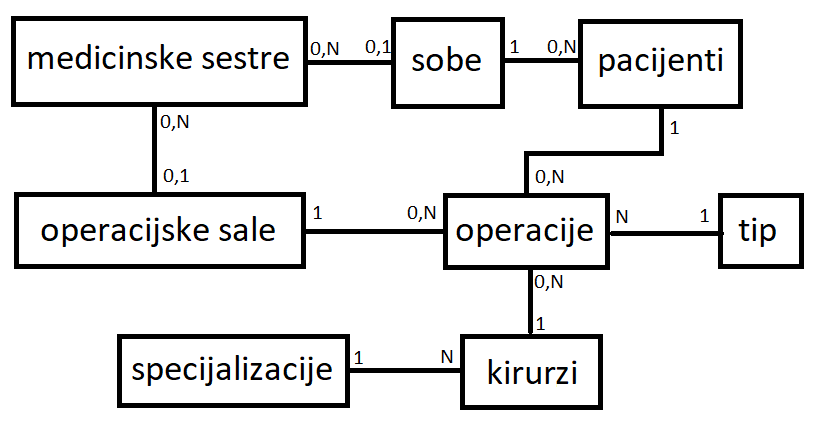 medicinske sestre
0,N
0,1
sobe
1
0,N
pacijenti
0,N
1
0,1
0,N
operacijske sale
1
0,N
operacije
N
1
tip
0,N
1
specijalizacije
1
N
kirurzi